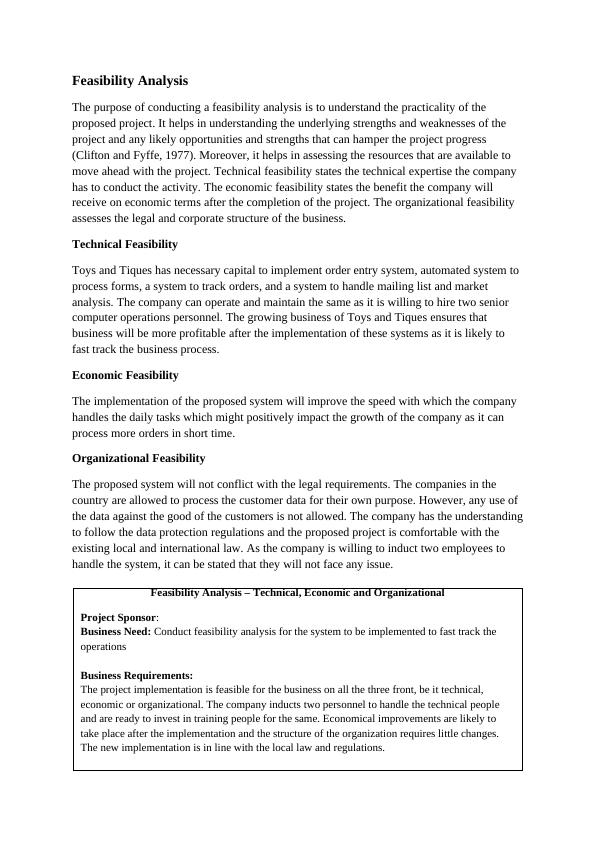 Feasibility Analysis
The purpose of conducting a feasibility analysis is to understand the practicality of the
proposed project. It helps in understanding the underlying strengths and weaknesses of the
project and any likely opportunities and strengths that can hamper the project progress
(Clifton and Fyffe, 1977). Moreover, it helps in assessing the resources that are available to
move ahead with the project. Technical feasibility states the technical expertise the company
has to conduct the activity. The economic feasibility states the benefit the company will
receive on economic terms after the completion of the project. The organizational feasibility
assesses the legal and corporate structure of the business.
Technical Feasibility
Toys and Tiques has necessary capital to implement order entry system, automated system to
process forms, a system to track orders, and a system to handle mailing list and market
analysis. The company can operate and maintain the same as it is willing to hire two senior
computer operations personnel. The growing business of Toys and Tiques ensures that
business will be more profitable after the implementation of these systems as it is likely to
fast track the business process.
Economic Feasibility
The implementation of the proposed system will improve the speed with which the company
handles the daily tasks which might positively impact the growth of the company as it can
process more orders in short time.
Organizational Feasibility
The proposed system will not conflict with the legal requirements. The companies in the
country are allowed to process the customer data for their own purpose. However, any use of
the data against the good of the customers is not allowed. The company has the understanding
to follow the data protection regulations and the proposed project is comfortable with the
existing local and international law. As the company is willing to induct two employees to
handle the system, it can be stated that they will not face any issue.
Feasibility Analysis – Technical, Economic and Organizational
Project Sponsor:
Business Need: Conduct feasibility analysis for the system to be implemented to fast track the
operations
Business Requirements:
The project implementation is feasible for the business on all the three front, be it technical,
economic or organizational. The company inducts two personnel to handle the technical people
and are ready to invest in training people for the same. Economical improvements are likely to
take place after the implementation and the structure of the organization requires little changes.
The new implementation is in line with the local law and regulations.